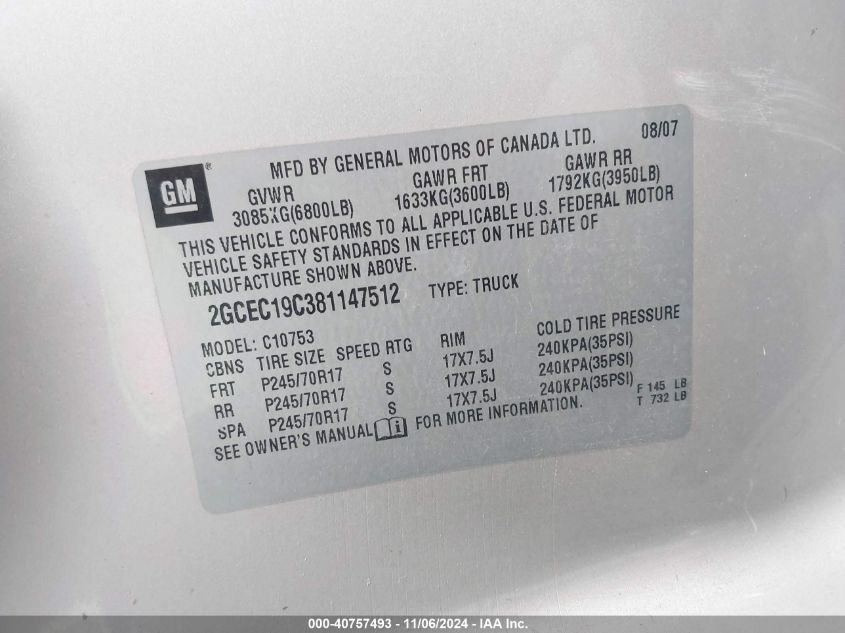 GM ®
MFD BY GENERAL MOTORS OF CANADA LTD. 08/07
GVWR GAWR FRT GAWR RR
3085KG(6800LB) 1633KG(3600LB) 1792KG(3950LB)
THIS VEHICLE CONFORMS TO ALL APPLICABLE U.S. FEDERAL MOTOR
VEHICLE SAFETY STANDARDS IN EFFECT ON THE DATE OF
MANUFACTURE SHOWN ABOVE.
2GCEC19C381147512 TYPE: TRUCK
MODEL: C10753
CBNS TIRE SIZE SPEED RTG RIM COLD TIRE PRESSURE
FRT P245/70R17 S 17X7.5J 240KPA(35PSI)
RR P245/70R17 S 17X7.5J 240KPA(35PSI)
SPA P245/70R17 S 17X7.5J 240KPA(35PSI)
F 145 LB
T 732 LB
SEE OWNER'S MANUAL i FOR MORE INFORMATION.
000-40757493 - 11/06/2024 - IAA Inc.